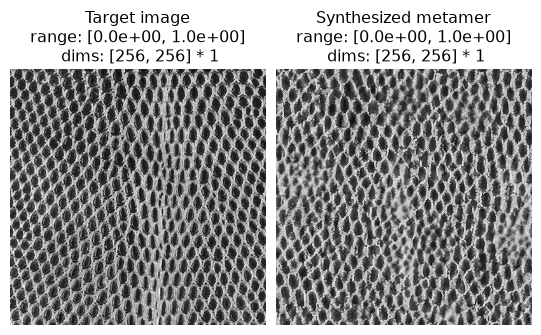 Target image
range: [0.0e+00, 1.0e+00]
dims: [256, 256] * 1
Synthesized metamer
range: [0.0e+00, 1.0e+00]
dims: [256, 256] * 1